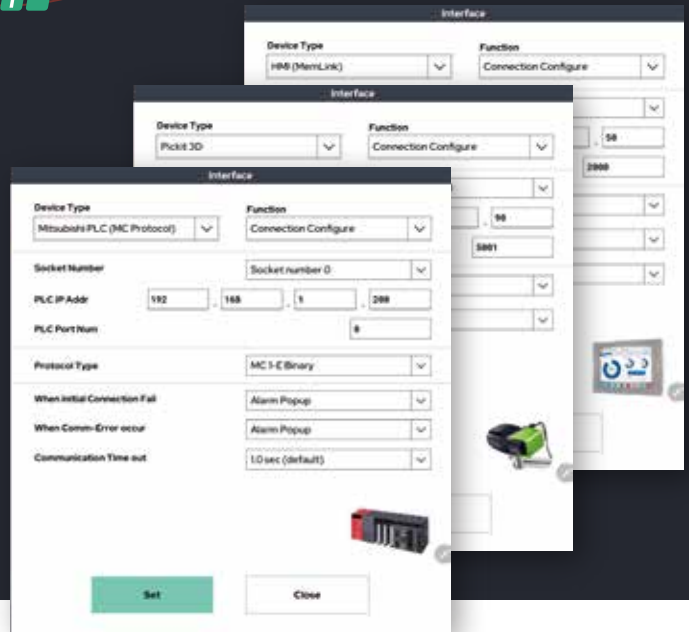 Interface
Device Type Function
HMI (MemLink) Connection Configure
. 50
2000
Interface
Device Type Function
Pickit 3D Connection Configure
. 90
5001
Interface
Device Type Function
Mitsubishi PLC (MC Protocol) Connection Configure
Socket Number Socket number 0
PLC IP Addr 192 . 168 . 1 . 200
PLC Port Num 0
Protocol Type MC 1-E Binary
When Initial Connection Fail Alarm Popup
When Comm-Error occur Alarm Popup
Communication Time out 1.0 sec (default)
Set Close